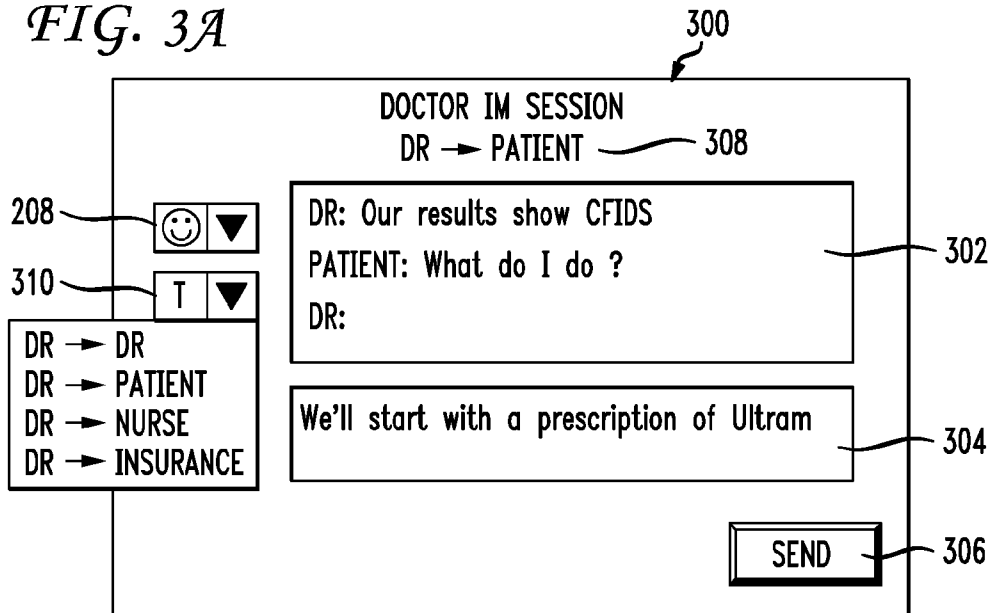 FIG. 3A
300
DOCTOR IM SESSION
DR → PATIENT 308
208
310
T
DR → DR
DR → PATIENT
DR → NURSE
DR → INSURANCE
DR: Our results show CFIDS
PATIENT: What do I do ?
DR:
302
We'll start with a prescription of Ultram
304
SEND
306